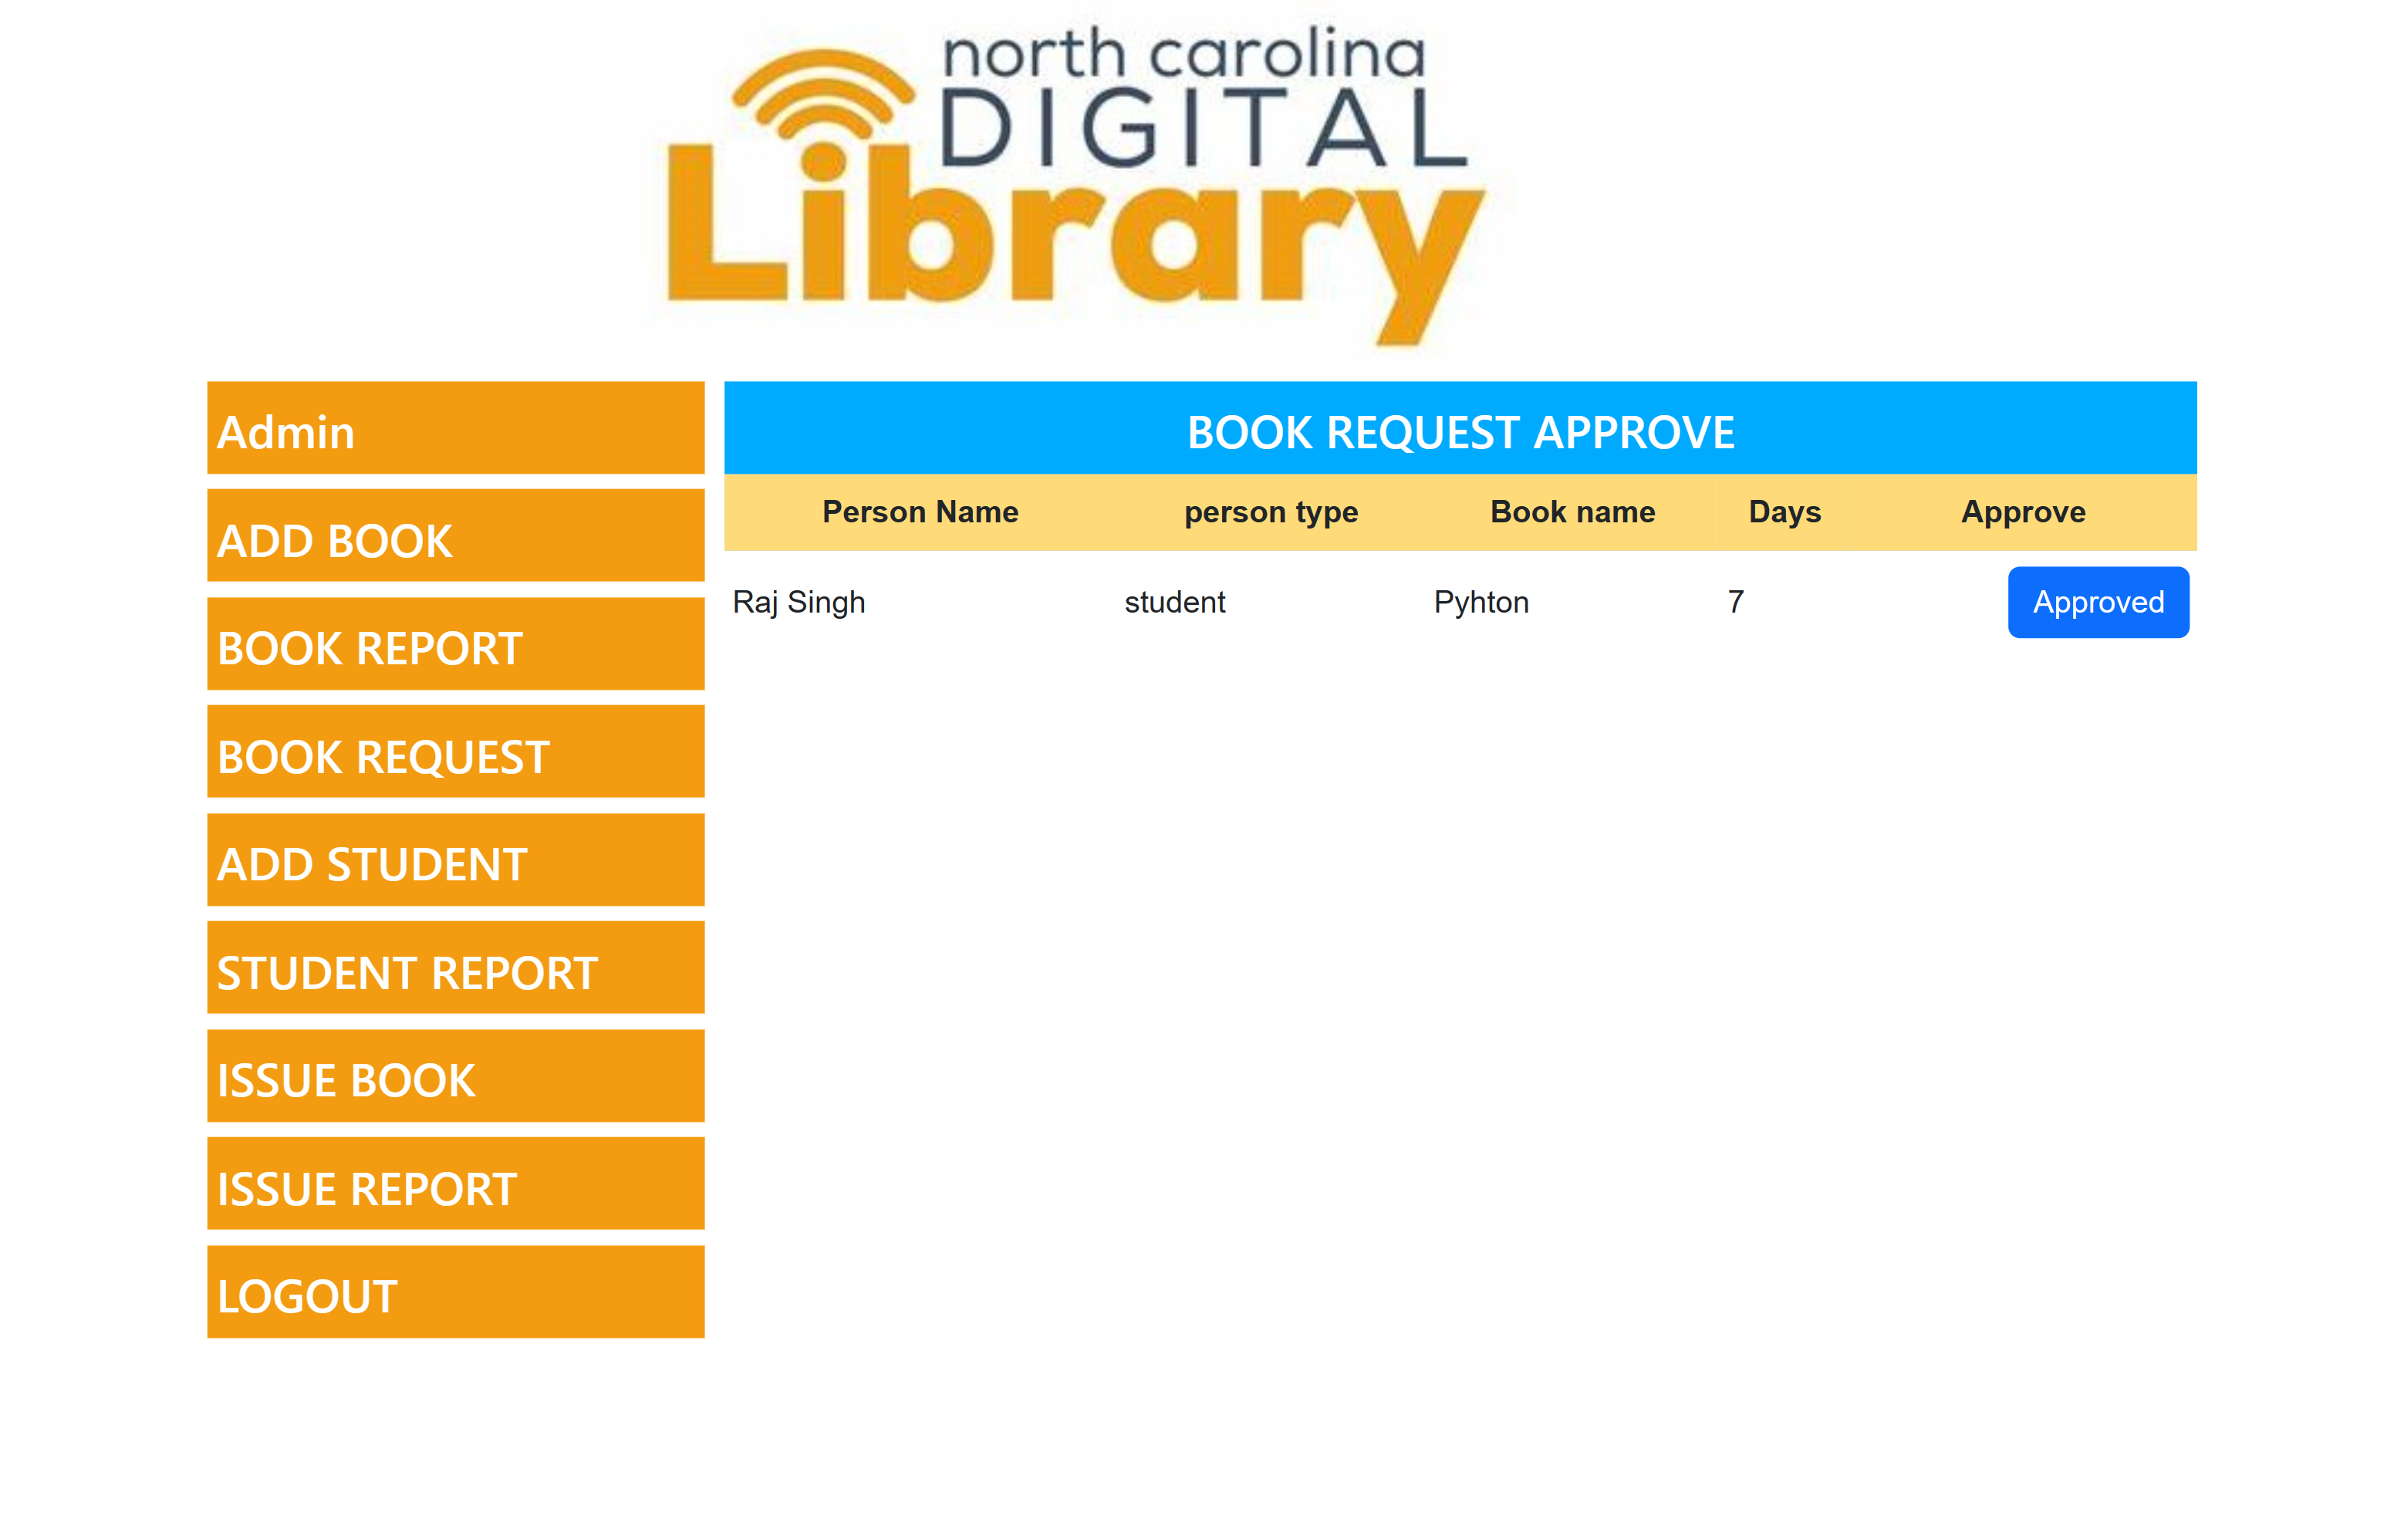 north carolina
DIGITAL
Library
Admin
ADD BOOK
BOOK REPORT
BOOK REQUEST
ADD STUDENT
STUDENT REPORT
ISSUE BOOK
ISSUE REPORT
LOGOUT
BOOK REQUEST APPROVE
Person Name person type Book name Days Approve
Raj Singh student Pyhton 7 Approved